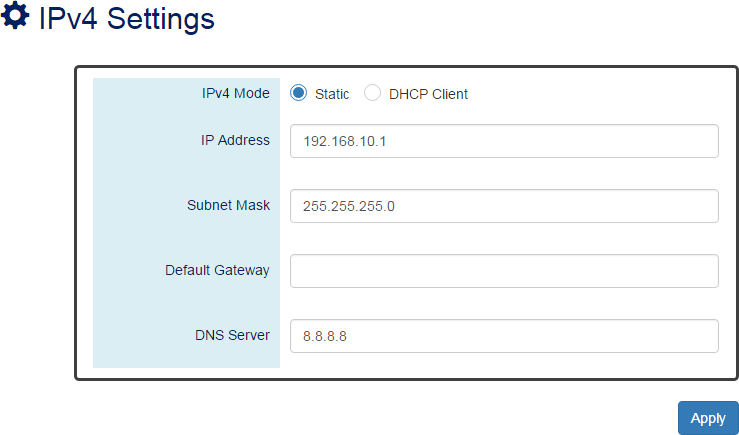 IPv4 Settings
IPv4 Mode Static DHCP Client
IP Address 192.168.10.1
Subnet Mask 255.255.255.0
Default Gateway
DNS Server 8.8.8.8
Apply